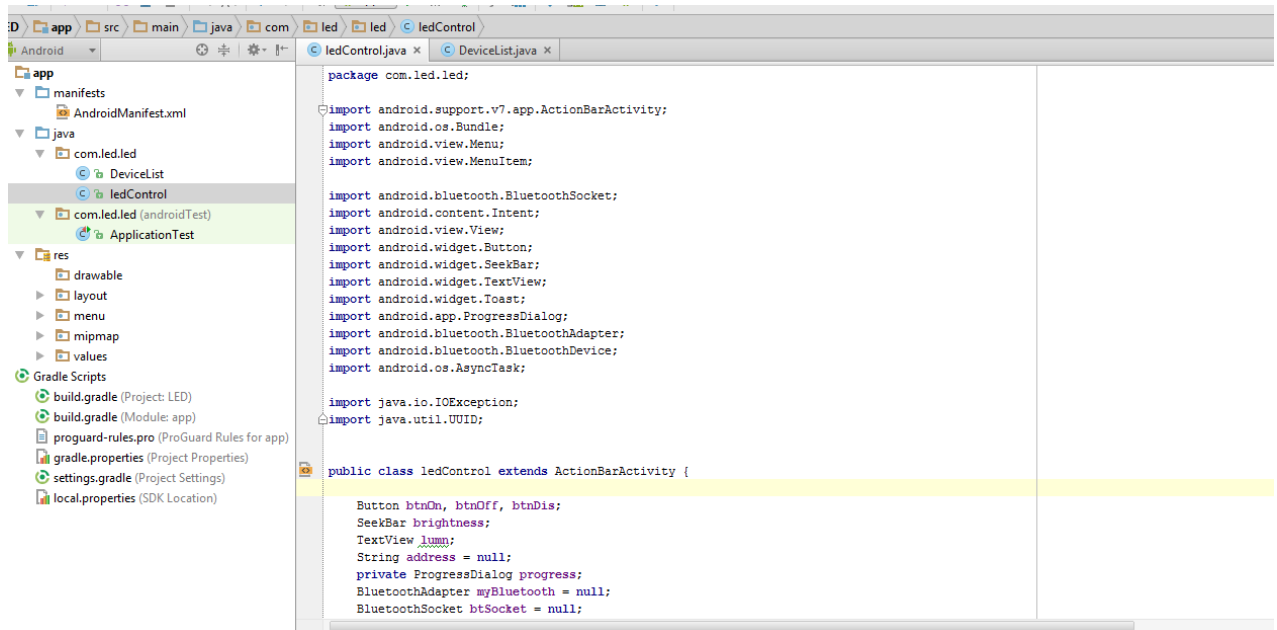 D app src main java com led led ledControl
Android
ledControl.java × DeviceList.java ×
app
manifests
AndroidManifest.xml
java
com.led.led
DeviceList
ledControl
com.led.led (androidTest)
ApplicationTest
res
drawable
layout
menu
mipmap
values
Gradle Scripts
build.gradle (Project: LED)
build.gradle (Module: app)
proguard-rules.pro (ProGuard Rules for app)
gradle.properties (Project Properties)
settings.gradle (Project Settings)
local.properties (SDK Location)
package com.led.led;
import android.support.v7.app.ActionBarActivity;
import android.os.Bundle;
import android.view.Menu;
import android.view.MenuItem;
import android.bluetooth.BluetoothSocket;
import android.content.Intent;
import android.view.View;
import android.widget.Button;
import android.widget.SeekBar;
import android.widget.TextView;
import android.widget.Toast;
import android.app.ProgressDialog;
import android.bluetooth.BluetoothAdapter;
import android.bluetooth.BluetoothDevice;
import android.os.AsyncTask;
import java.io.IOException;
import java.util.UUID;
public class ledControl extends ActionBarActivity {
Button btnOn, btnOff, btnDis;
SeekBar brightness;
TextView lumn;
String address = null;
private ProgressDialog progress;
BluetoothAdapter myBluetooth = null;
BluetoothSocket btSocket = null;